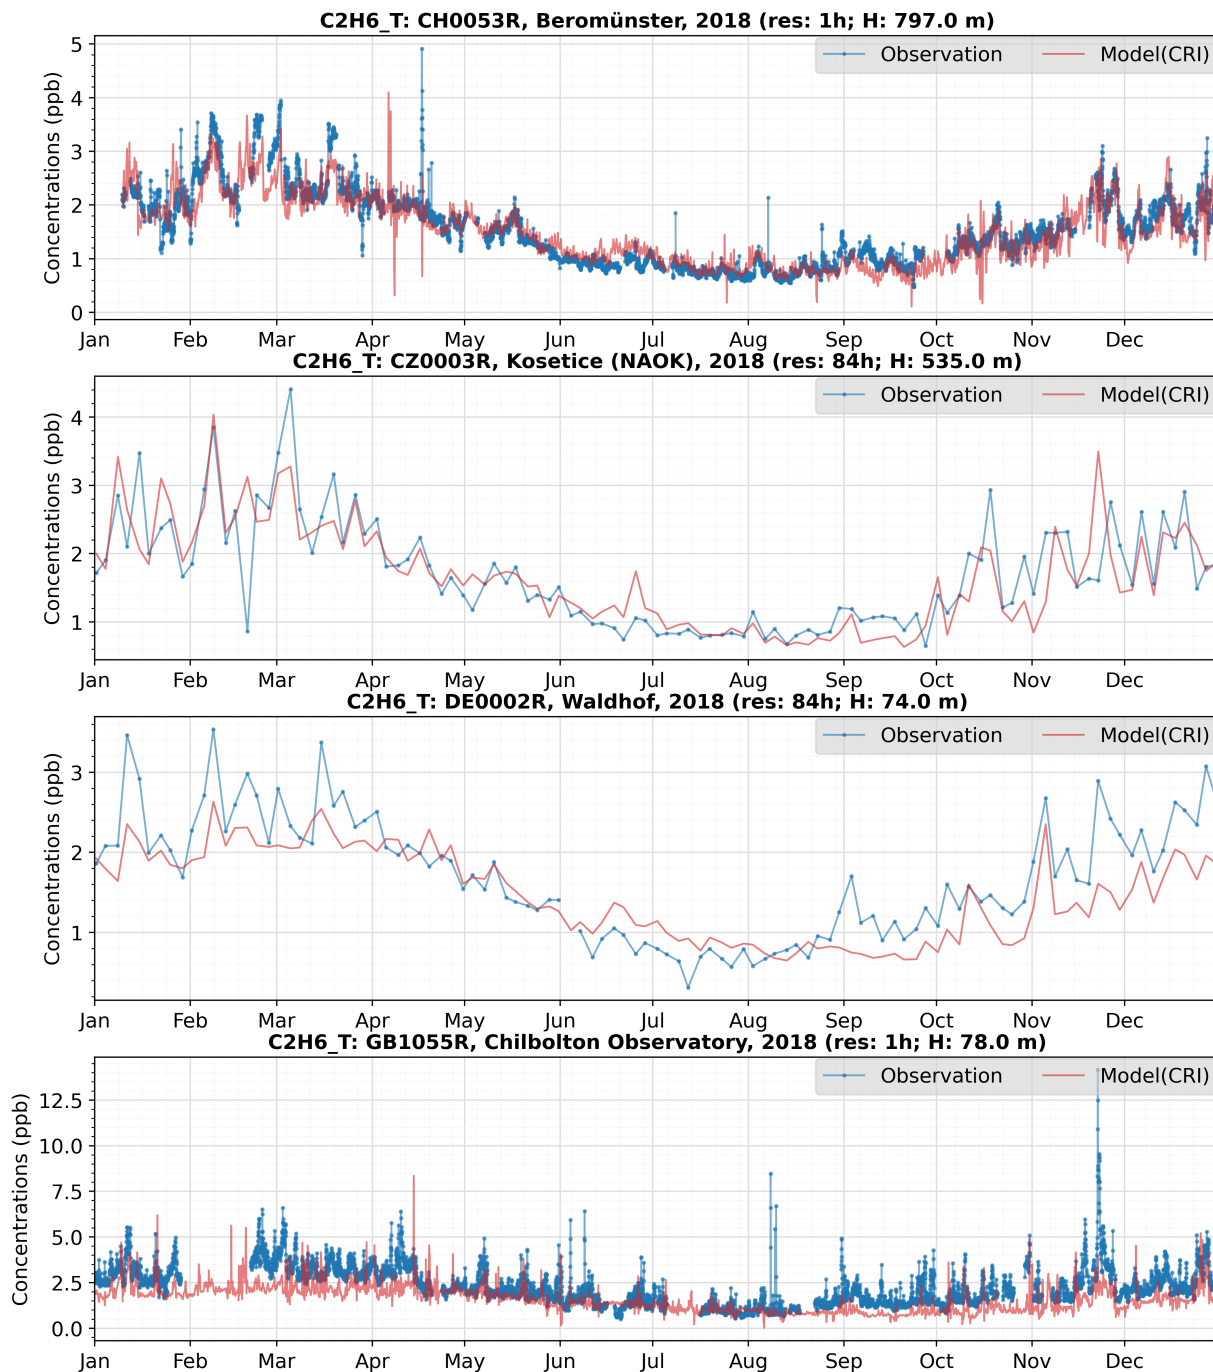 C2H6_T: CH0053R, Beromünster, 2018 (res: 1h; H: 797.0 m)
Observation Model(CRI)
Concentrations (ppb)
5
4
3
2
1
0
Jan Feb Mar Apr May Jun Jul Aug Sep Oct Nov Dec
C2H6_T: CZ0003R, Kosetice (NAOK), 2018 (res: 84h; H: 535.0 m)
Observation Model(CRI)
Concentrations (ppb)
4
3
2
1
Jan Feb Mar Apr May Jun Jul Aug Sep Oct Nov Dec
C2H6_T: DE0002R, Waldhof, 2018 (res: 84h; H: 74.0 m)
Observation Model(CRI)
Concentrations (ppb)
3
2
1
Jan Feb Mar Apr May Jun Jul Aug Sep Oct Nov Dec
C2H6_T: GB1055R, Chilbolton Observatory, 2018 (res: 1h; H: 78.0 m)
Observation Model(CRI)
Concentrations (ppb)
12.5
10.0
7.5
5.0
2.5
0.0
Jan Feb Mar Apr May Jun Jul Aug Sep Oct Nov Dec